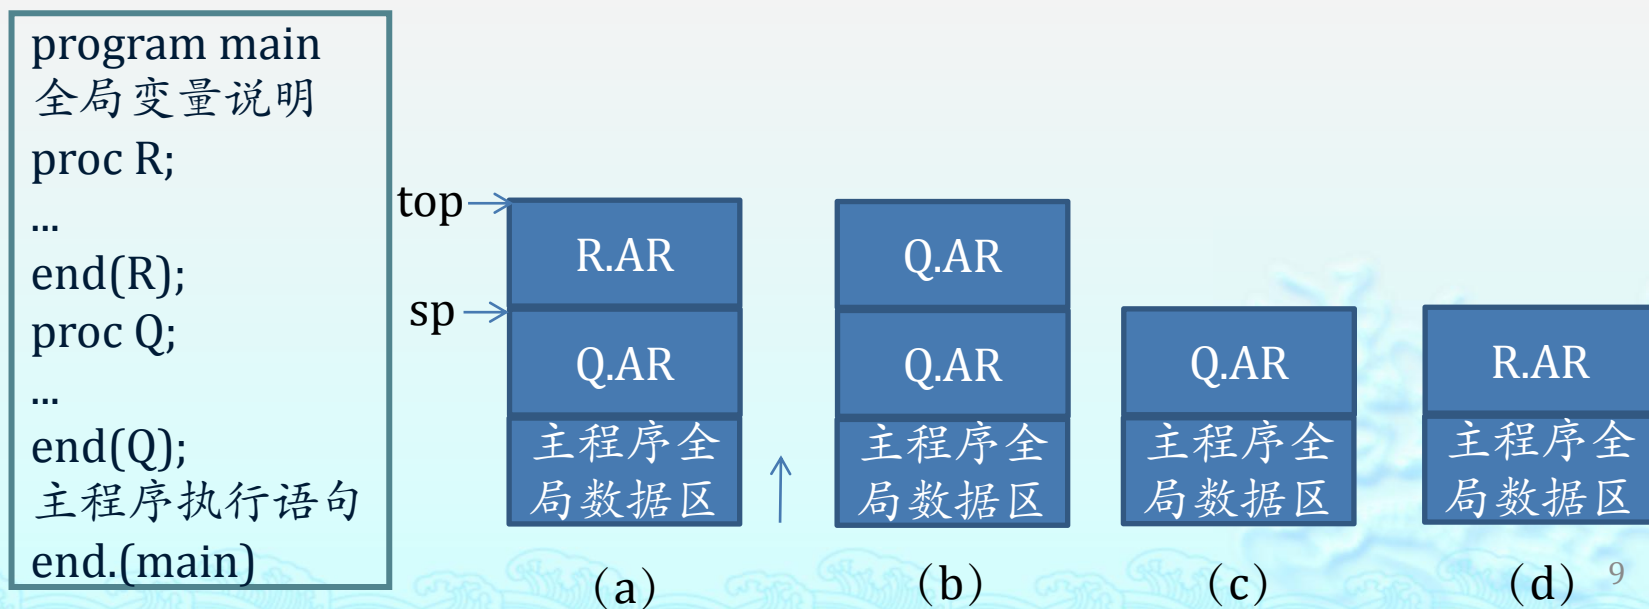 program main
全局变量说明
proc R;
...
end(R);
proc Q;
...
end(Q);
主程序执行语句
end.(main)
top
sp
R.AR
Q.AR
主程序全
局数据区
(a)
Q.AR
Q.AR
主程序全
局数据区
(b)
Q.AR
主程序全
局数据区
(c)
R.AR
主程序全
局数据区
(d)
9